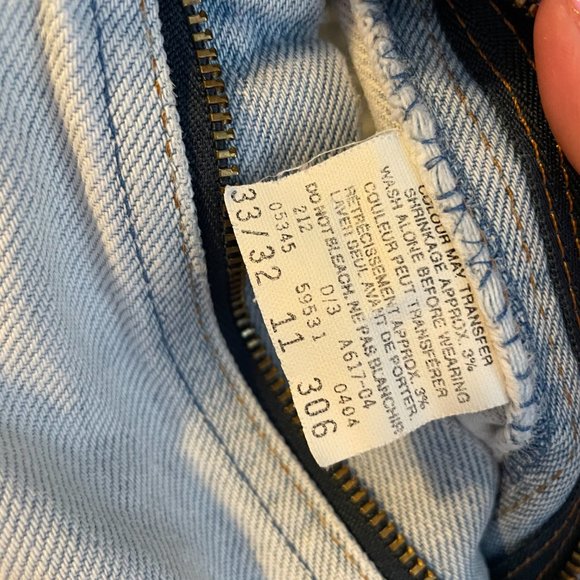 COLOUR MAY TRANSFER
SHRINKAGE APPROX. 3%
WASH ALONE BEFORE WEARING
COULEUR PEUT TRANSFERER
RETRECISSEMENT APPROX. 3%
LAVER SEUL AVANT DE PORTER.
DO NOT BLEACH. NE PAS BLANCHIR
212 D/3 A617-04
05345 59531 0404
33/32 11 306